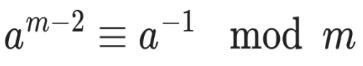 a^{m-2} ≡ a^{-1} mod m